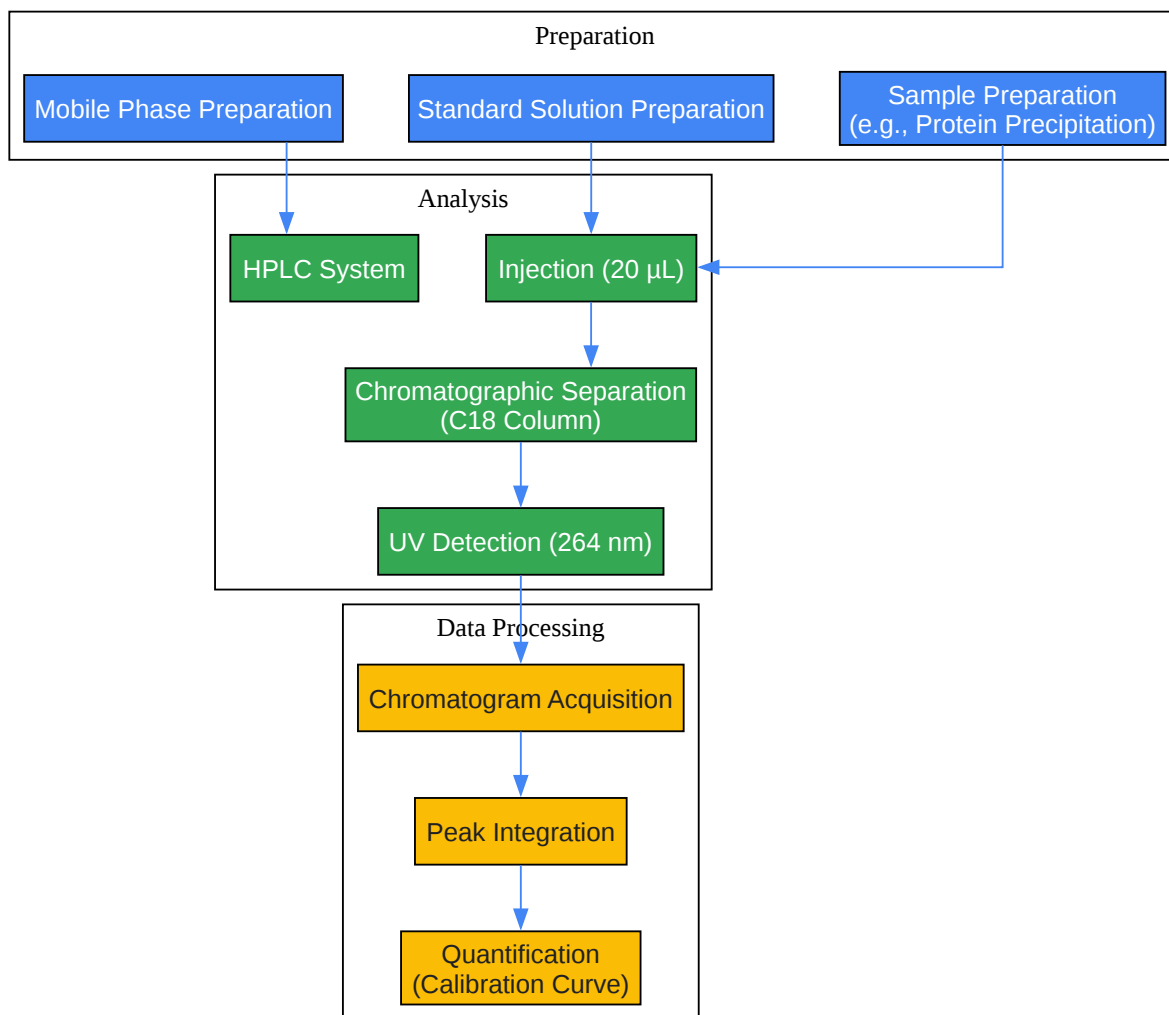 Preparation
Mobile Phase Preparation
Standard Solution Preparation
Sample Preparation
(e.g., Protein Precipitation)
Analysis
HPLC System
Injection (20 µL)
Chromatographic Separation
(C18 Column)
UV Detection (264 nm)
Data Processing
Chromatogram Acquisition
Peak Integration
Quantification
(Calibration Curve)